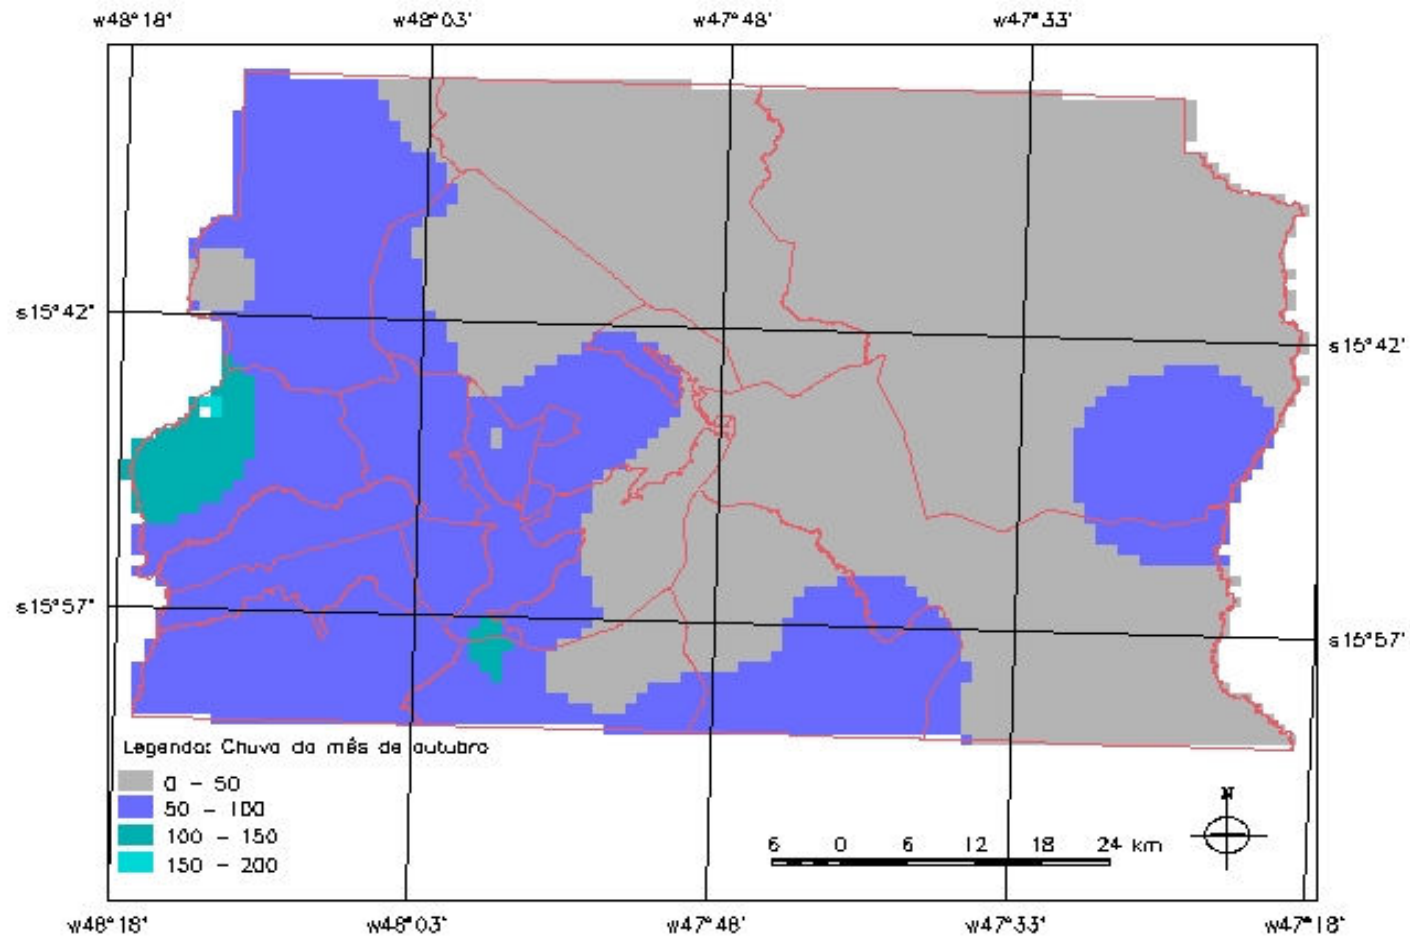 w48°18' w48°03' w47°48' w47°33'
s15°42'
s15°42'
s15°57'
s15°57'
Legenda: Chuva do mês de outubro
0 - 50
50 - 100
100 - 150
150 - 200
N
6 0 6 12 18 24 km
w48°18' w48°03' w47°48' w47°33' w47°18'